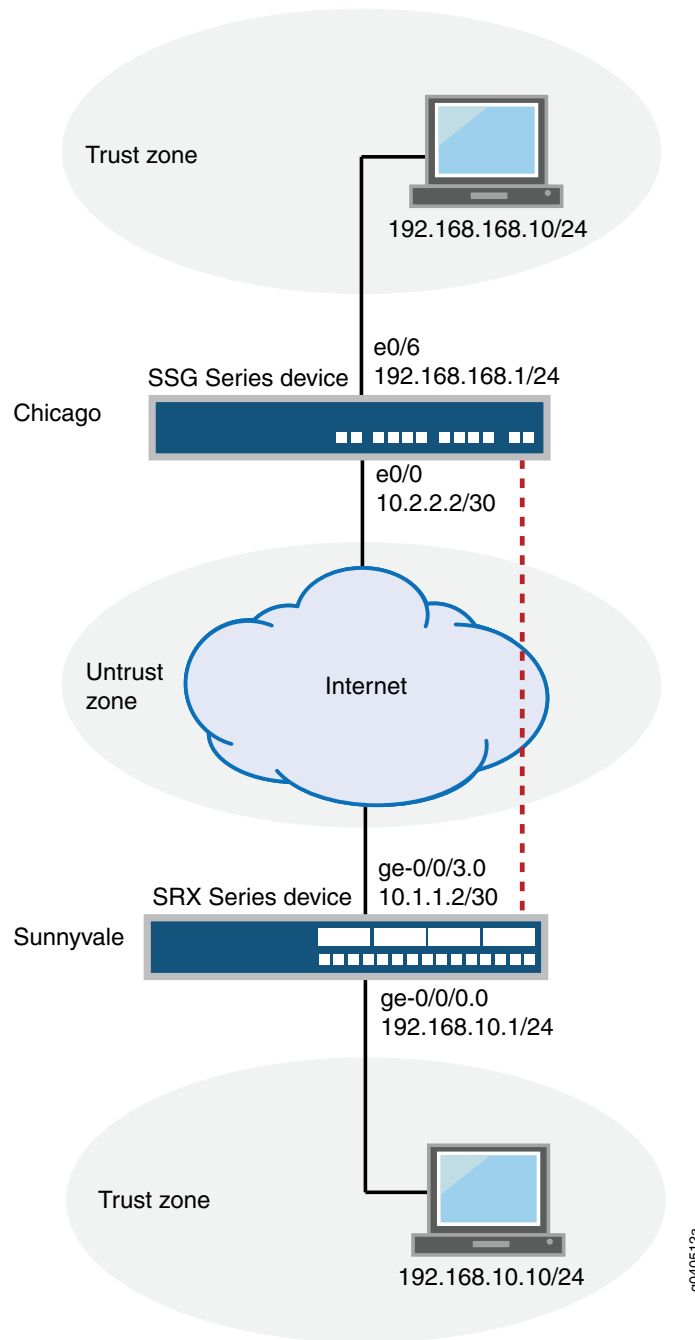 Trust zone
192.168.168.10/24
e0/6
SSG Series device
192.168.168.1/24
Chicago
e0/0
10.2.2.2/30
Untrust
zone
Internet
ge-0/0/3.0
SRX Series device
10.1.1.2/30
Sunnyvale
ge-0/0/0.0
192.168.10.1/24
Trust zone
192.168.10.10/24
g040513a